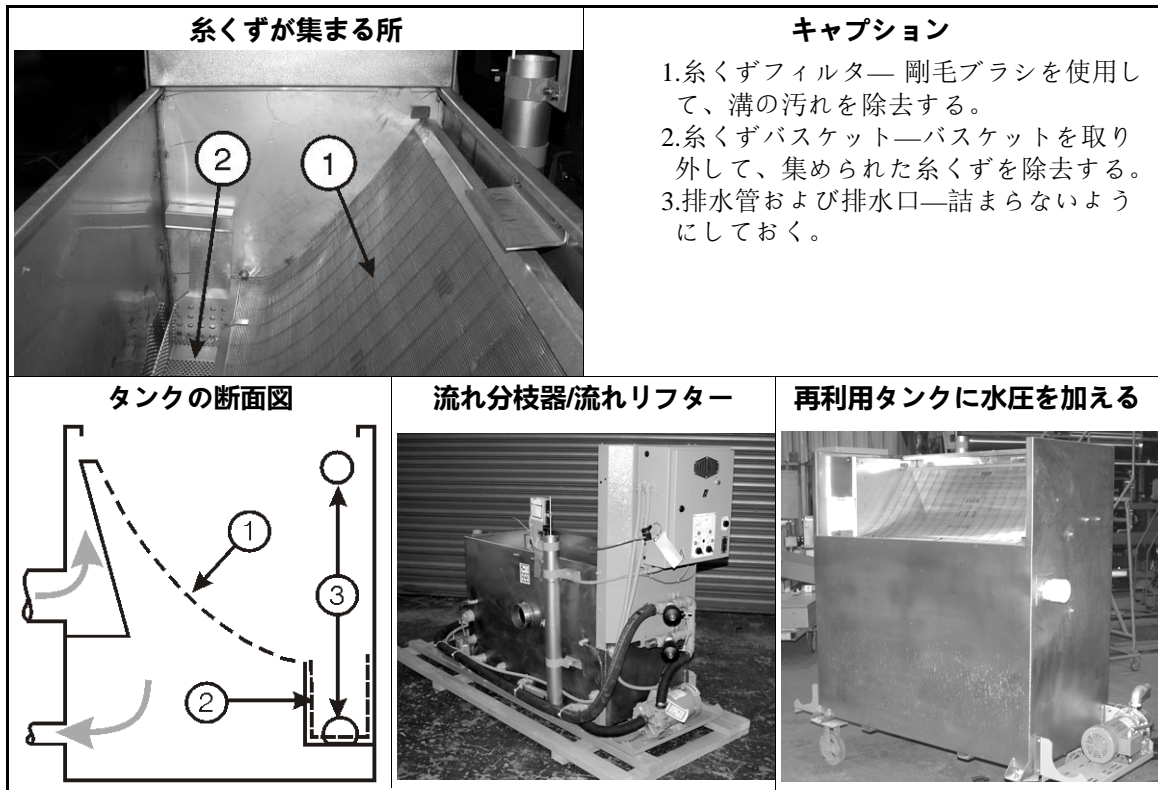 糸くずが集まる所
2
1
キャプション
1.糸くずフィルタ— 剛毛ブラシを使用し
て、溝の汚れを除去する。
2.糸くずバスケット—バスケットを取り
外して、集められた糸くずを除去する。
3.排水管および排水口—詰まらないよう
にしておく。
タンクの断面図
1
3
2
流れ分枝器/流れリフター
再利用タンクに水圧を加える